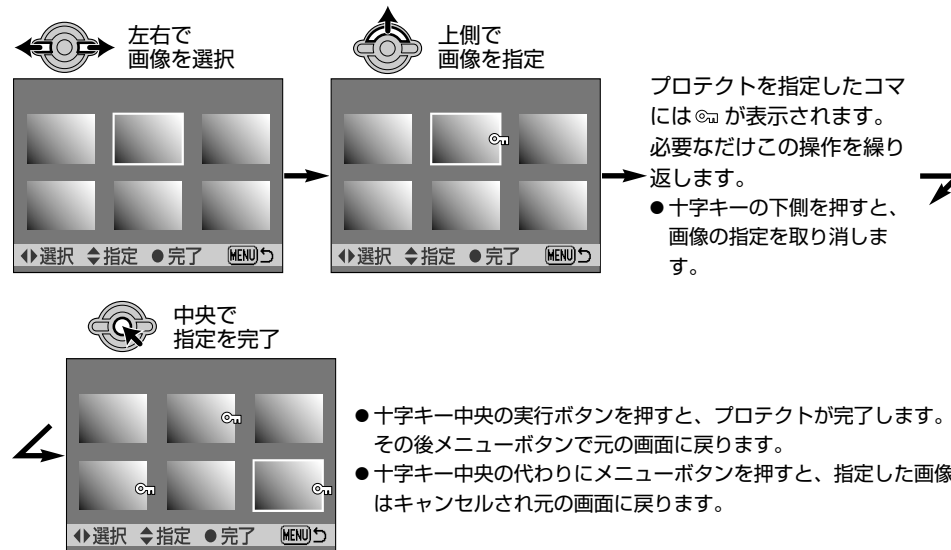 左右で
画像を選択
上側で
画像を指定
◀▶選択 ▲▼指定 ●完了 MENU⮌
◀▶選択 ▲▼指定 ●完了 MENU⮌
プロテクトを指定したコマ
には が表示されます。
必要なだけこの操作を繰り
返します。
●十字キーの下側を押すと、
画像の指定を取り消しま
す。
中央で
指定を完了
◀▶選択 ▲▼指定 ●完了 MENU⮌
●十字キー中央の実行ボタンを押すと、プロテクトが完了します。
その後メニューボタンで元の画面に戻ります。
●十字キー中央の代わりにメニューボタンを押すと、指定した画像
はキャンセルされ元の画面に戻ります。